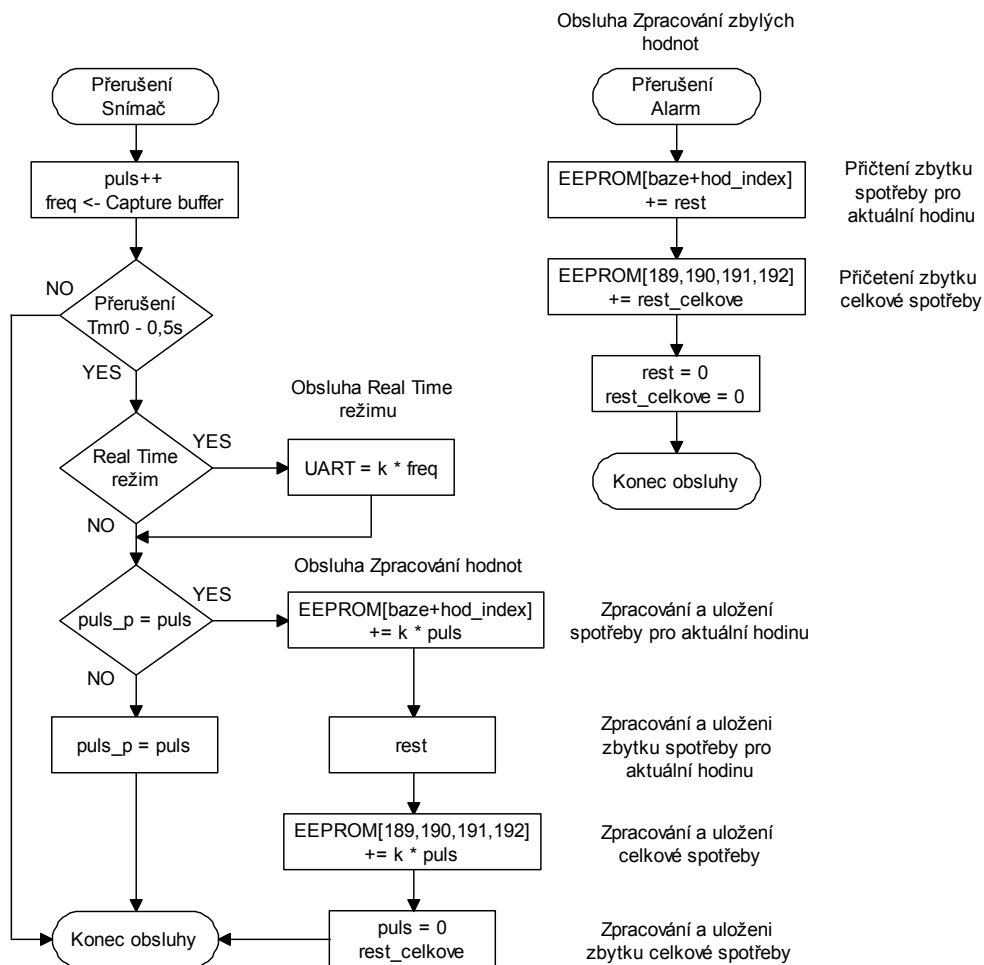 Obsluha Zpracování zbylých
hodnot
Přerušení
Snímač
Přerušení
Alarm
puls++
freq <- Capture buffer
EEPROM[baze+hod_index]
+= rest
Přičtení zbytku
spotřeby pro
aktuální hodinu
NO
Přerušení
Tmr0 - 0,5s
YES
EEPROM[189,190,191,192]
+= rest_celkove
Přičetení zbytku
celkové spotřeby
rest = 0
rest_celkove = 0
Obsluha Real Time
režimu
Real Time
režim
YES
UART = k * freq
Konec obsluhy
NO
Obsluha Zpracování hodnot
puls_p = puls
YES
EEPROM[baze+hod_index]
+= k * puls
Zpracování a uložení
spotřeby pro aktuální hodinu
NO
puls_p = puls
rest
Zpracování a uloženi
zbytku spotřeby pro
aktuální hodinu
EEPROM[189,190,191,192]
+= k * puls
Zpracování a uložení
celkové spotřeby
Konec obsluhy
puls = 0
rest_celkove
Zpracování a uloženi
zbytku celkové spotřeby